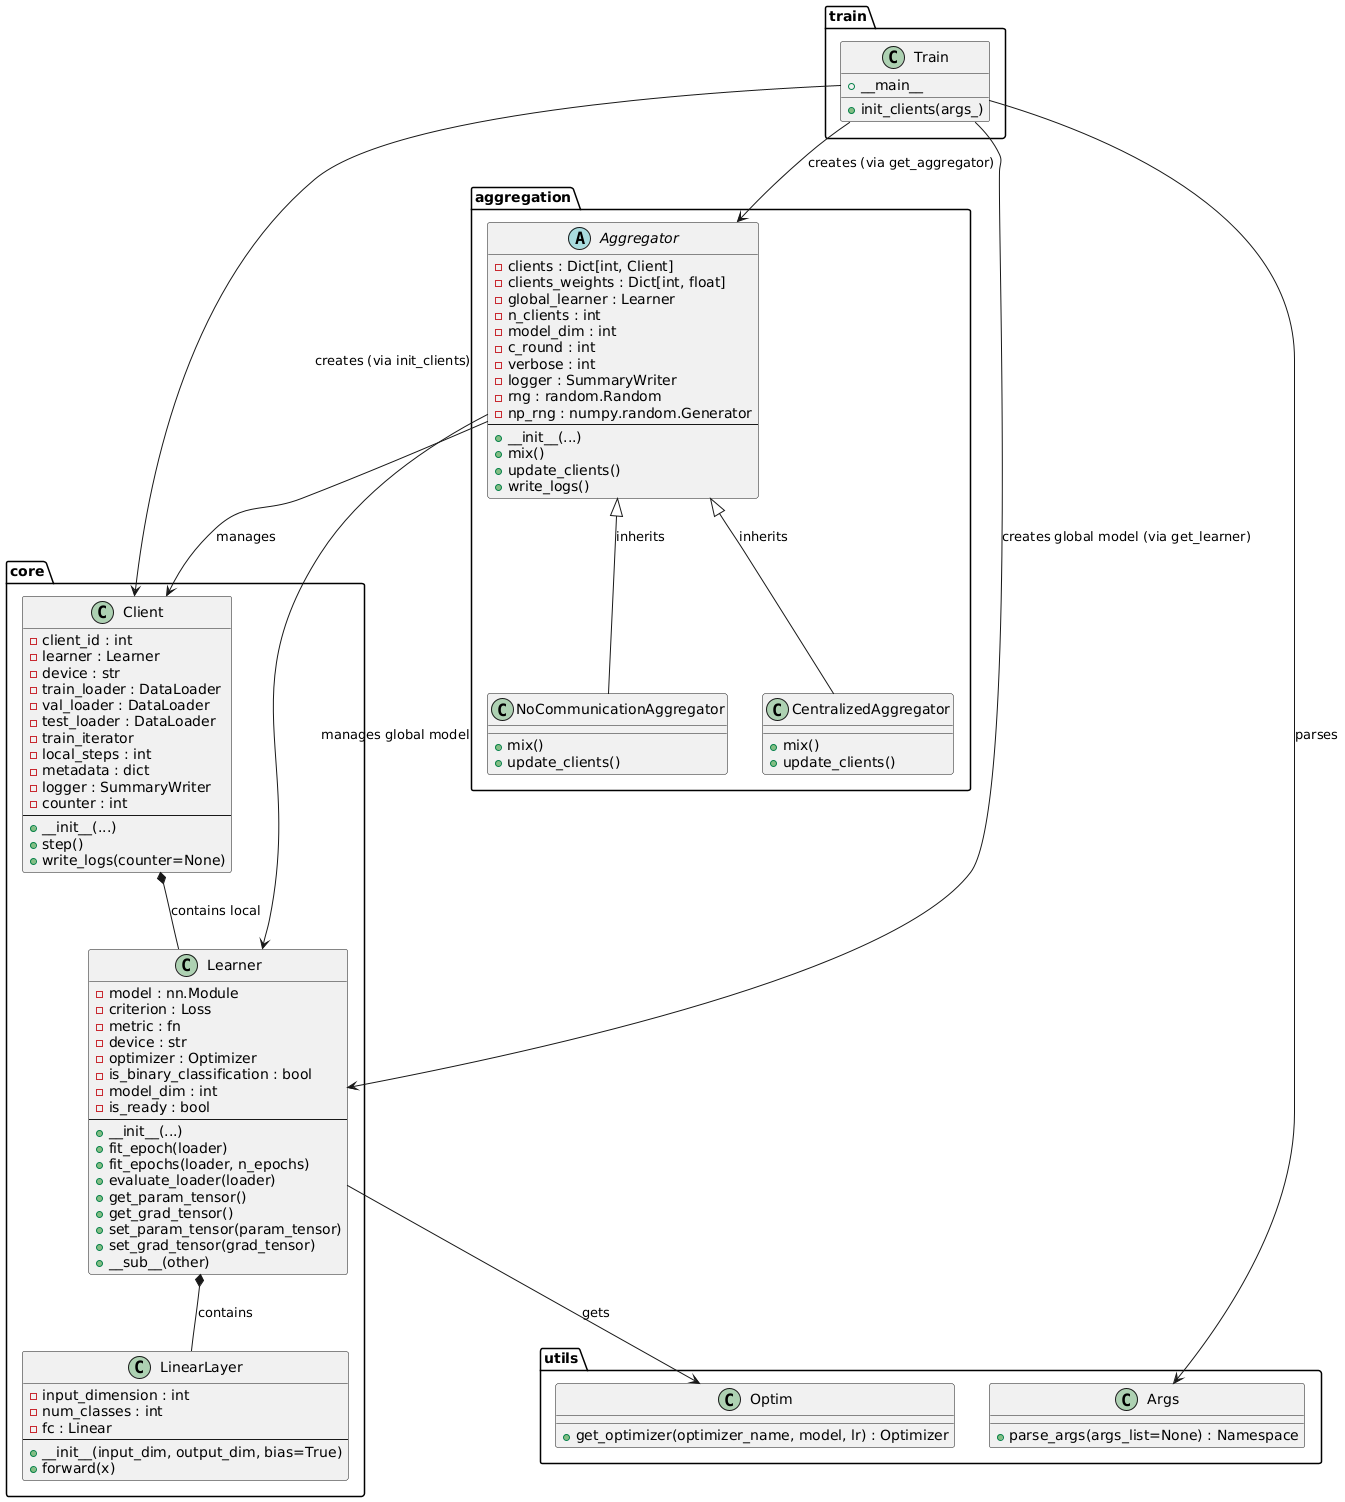 train
C Train
__main__
init_clients(args_)
creates (via get_aggregator)
aggregation
A Aggregator
clients : Dict[int, Client]
clients_weights : Dict[int, float]
global_learner : Learner
n_clients : int
model_dim : int
c_round : int
verbose : int
logger : SummaryWriter
rng : random.Random
np_rng : numpy.random.Generator
__init__(...)
mix()
update_clients()
write_logs()
creates (via init_clients)
manages
inherits
inherits
creates global model (via get_learner)
core
C Client
client_id : int
learner : Learner
device : str
train_loader : DataLoader
val_loader : DataLoader
test_loader : DataLoader
train_iterator
local_steps : int
metadata : dict
logger : SummaryWriter
counter : int
__init__(...)
step()
write_logs(counter=None)
manages global model
C NoCommunicationAggregator
mix()
update_clients()
C CentralizedAggregator
mix()
update_clients()
parses
contains local
C Learner
model : nn.Module
criterion : Loss
metric : fn
device : str
optimizer : Optimizer
is_binary_classification : bool
model_dim : int
is_ready : bool
__init__(...)
fit_epoch(loader)
fit_epochs(loader, n_epochs)
evaluate_loader(loader)
get_param_tensor()
get_grad_tensor()
set_param_tensor(param_tensor)
set_grad_tensor(grad_tensor)
__sub__(other)
contains
gets
C LinearLayer
input_dimension : int
num_classes : int
fc : Linear
__init__(input_dim, output_dim, bias=True)
forward(x)
utils
C Optim
get_optimizer(optimizer_name, model, lr) : Optimizer
C Args
parse_args(args_list=None) : Namespace